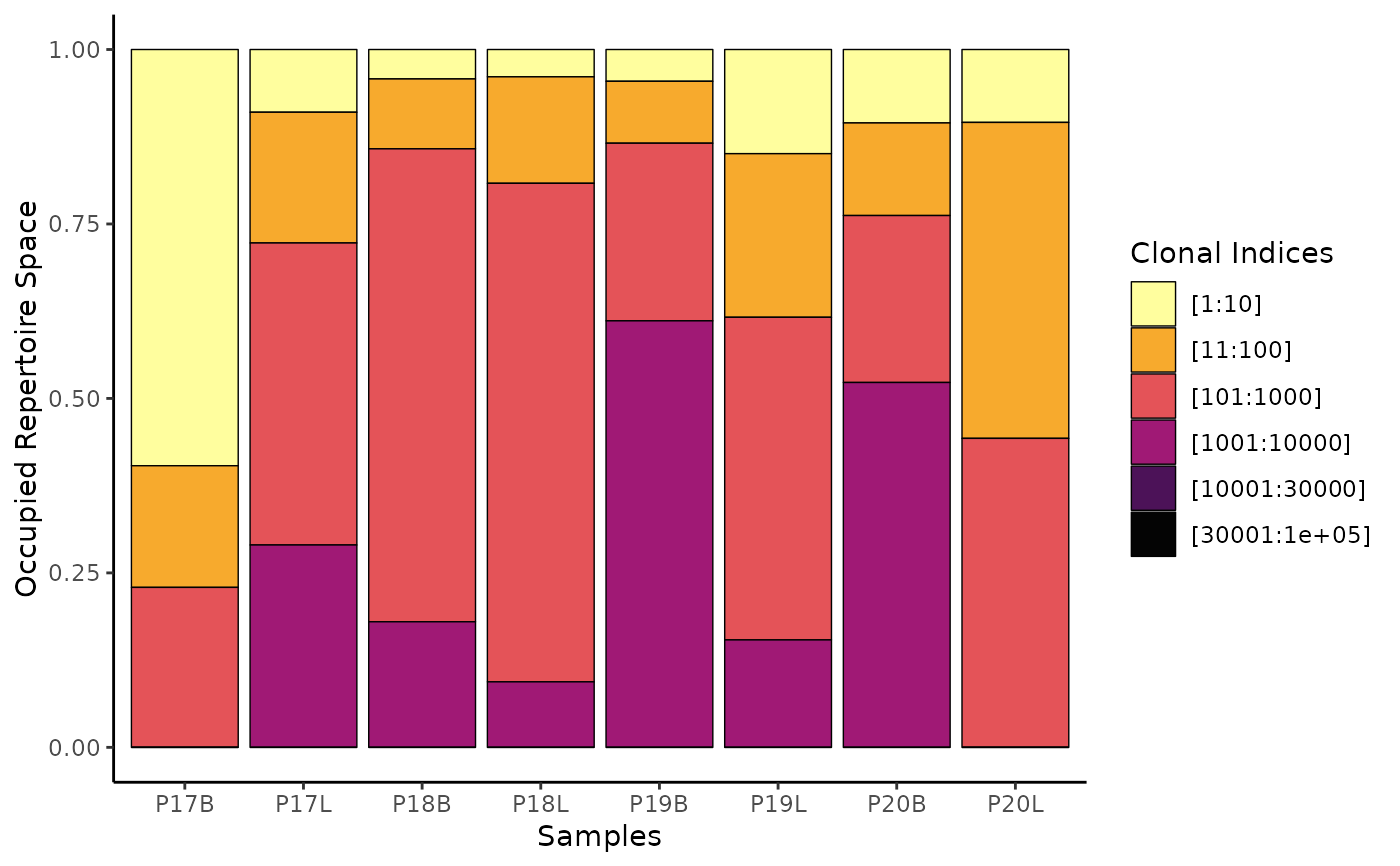 Occupied Repertoire Space
1.00
0.75
0.50
0.25
0.00
P17B P17L P18B P18L P19B P19L P20B P20L
Samples
Clonal Indices
[1:10]
[11:100]
[101:1000]
[1001:10000]
[10001:30000]
[30001:1e+05]